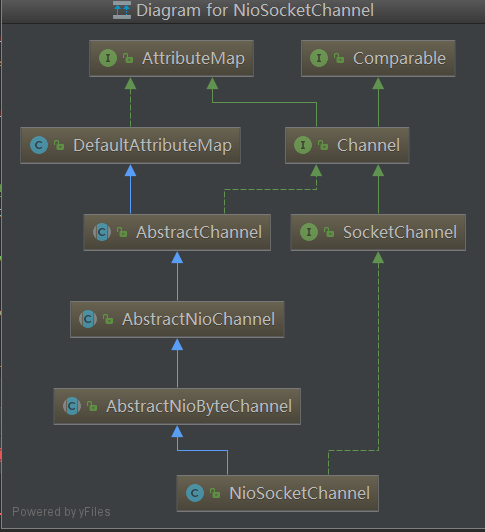 Diagram for NioSocketChannel
I AttributeMap
I Comparable
C DefaultAttributeMap
I Channel
C AbstractChannel
I SocketChannel
C AbstractNioChannel
C AbstractNioByteChannel
C NioSocketChannel
Powered by yFiles